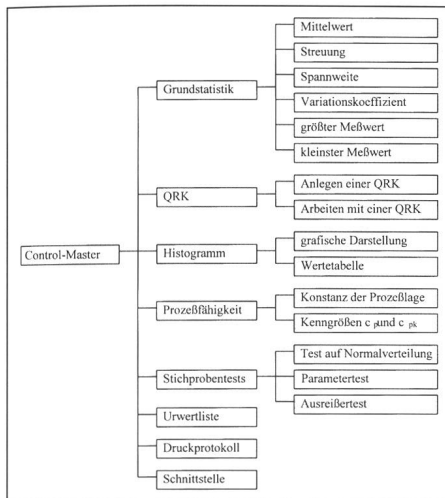 Control-Master
Grundstatistik
Mittelwert
Streuung
Spannweite
Variationskoeffizient
größter Meßwert
kleinster Meßwert
QRK
Anlegen einer QRK
Arbeiten mit einer QRK
Histogramm
grafische Darstellung
Wertetabelle
Prozeßfähigkeit
Konstanz der Prozeßlage
Kenngrößen c p und c pk
Stichprobentests
Test auf Normalverteilung
Parametertest
Ausreißertest
Urwertliste
Druckprotokoll
Schnittstelle